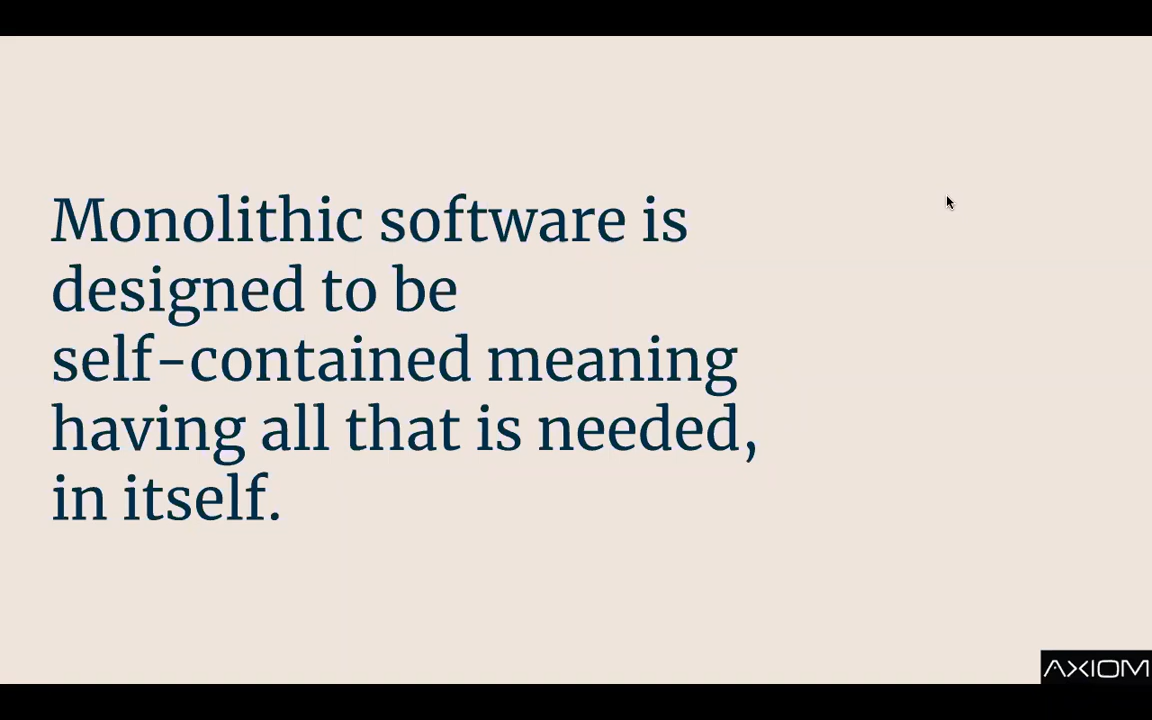 Monolithic software is
designed to be
self-contained meaning
having all that is needed,
in itself.
AXIOM